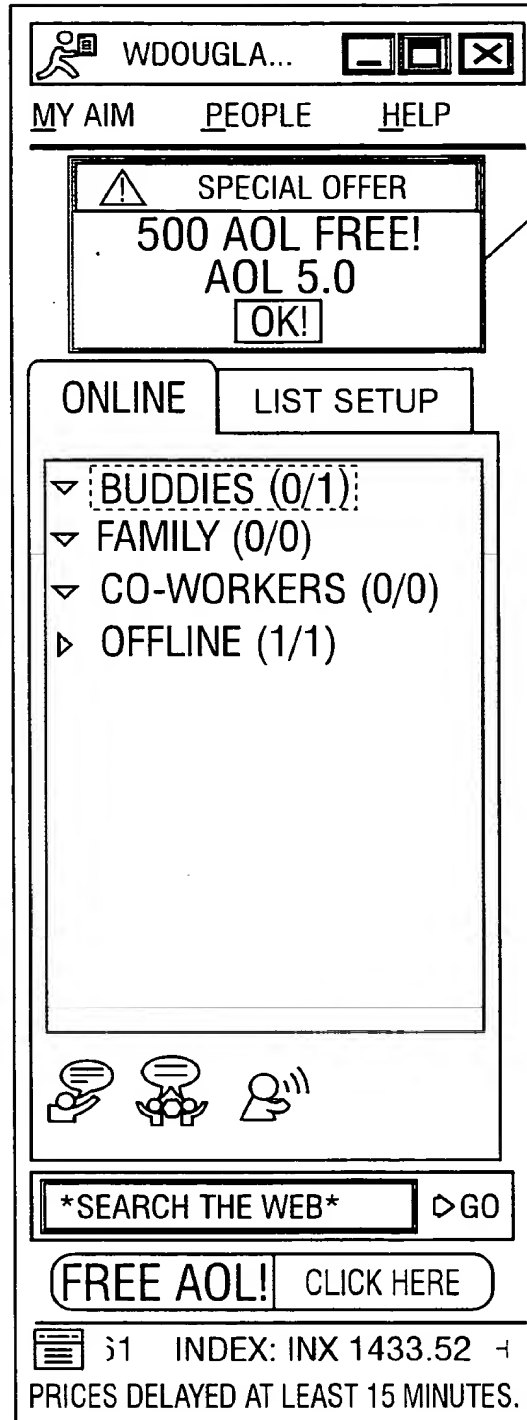 WDOUGLA...
MY AIM PEOPLE HELP
SPECIAL OFFER
500 AOL FREE!
AOL 5.0
OK!
ONLINE LIST SETUP
BUDDIES (0/1)
FAMILY (0/0)
CO-WORKERS (0/0)
OFFLINE (1/1)
*SEARCH THE WEB* GO
FREE AOL! CLICK HERE
INDEX: INX 1433.52
PRICES DELAYED AT LEAST 15 MINUTES.